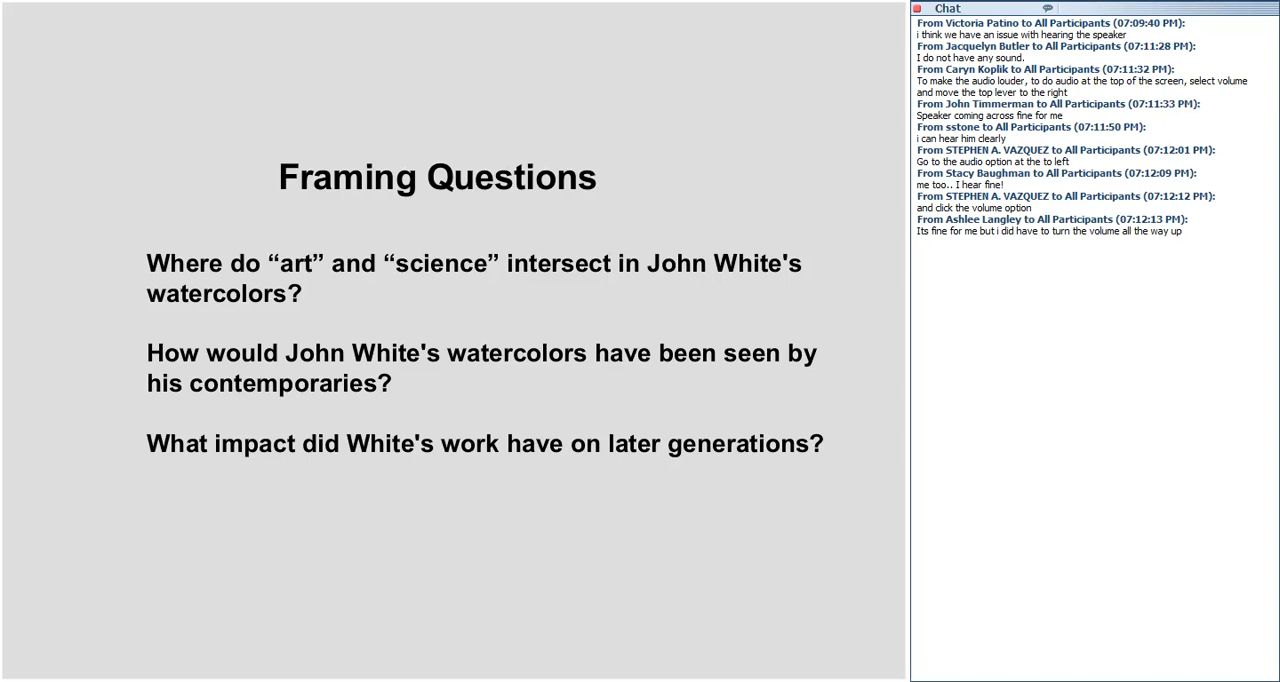 Framing Questions
Where do “art” and “science” intersect in John White's
watercolors?
How would John White's watercolors have been seen by
his contemporaries?
What impact did White's work have on later generations?
Chat
From Victoria Patino to All Participants (07:09:40 PM):
i think we have an issue with hearing the speaker
From Jacquelyn Butler to All Participants (07:11:28 PM):
I do not have any sound.
From Caryn Koplik to All Participants (07:11:32 PM):
To make the audio louder, to do audio at the top of the screen, select volume
and move the top lever to the right
From John Timmerman to All Participants (07:11:33 PM):
Speaker coming across fine for me
From sstone to All Participants (07:11:50 PM):
i can hear him clearly
From STEPHEN A. VAZQUEZ to All Participants (07:12:01 PM):
Go to the audio option at the to left
From Stacy Baughman to All Participants (07:12:09 PM):
me too.. I hear fine!
From STEPHEN A. VAZQUEZ to All Participants (07:12:12 PM):
and click the volume option
From Ashlee Langley to All Participants (07:12:13 PM):
Its fine for me but i did have to turn the volume all the way up